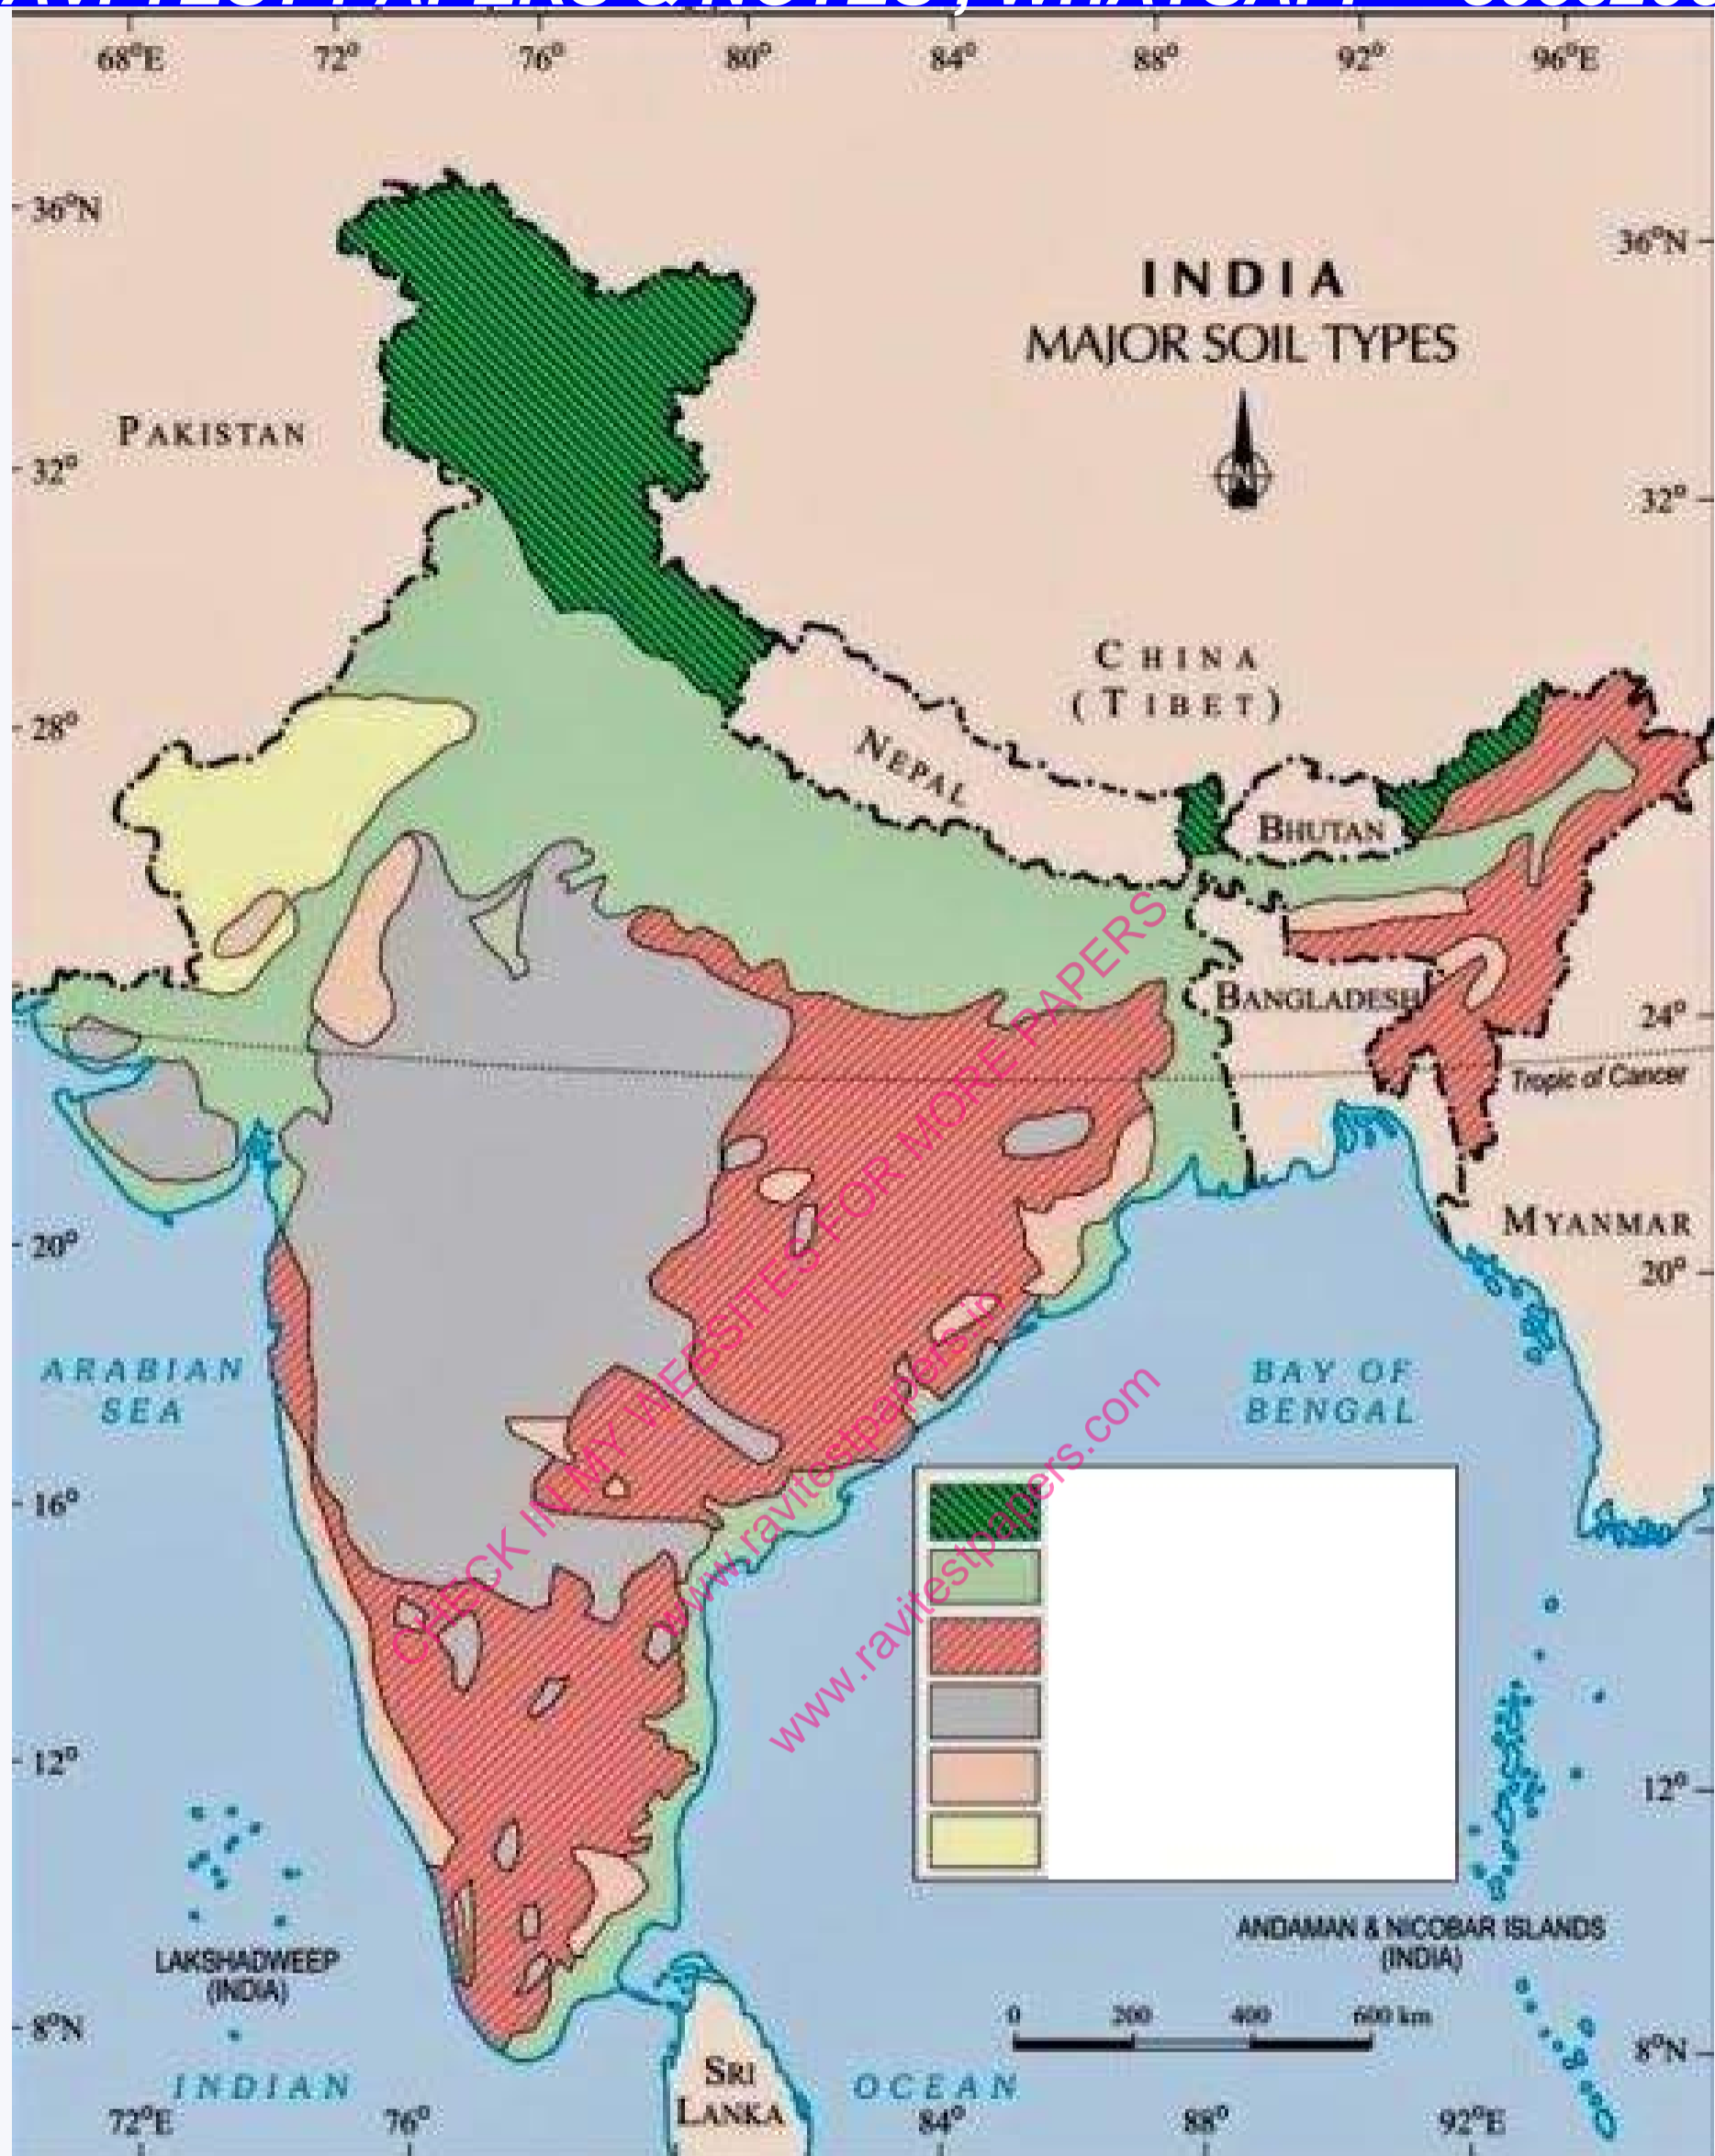 68°E 72° 76° 80° 84° 88° 92° 96°E
36°N
36°N
INDIA
MAJOR SOIL TYPES
PAKISTAN
32°
32°
CHINA
(TIBET)
28°
NEPAL
BHUTAN
BANGLADESH
24°
Tropic of Cancer
MYANMAR
20°
20°
ARABIAN
SEA
BAY OF
BENGAL
16°
CHECK IN MY WEBSITES FOR MORE PAPERS
www.ravitestpapers.in
www.ravitestpapers.com
12°
12°
LAKSHADWEEP
(INDIA)
ANDAMAN & NICOBAR ISLANDS
(INDIA)
0 200 400 600 km
8°N
8°N
INDIAN OCEAN
SRI
LANKA
72°E 76° 84° 88° 92°E